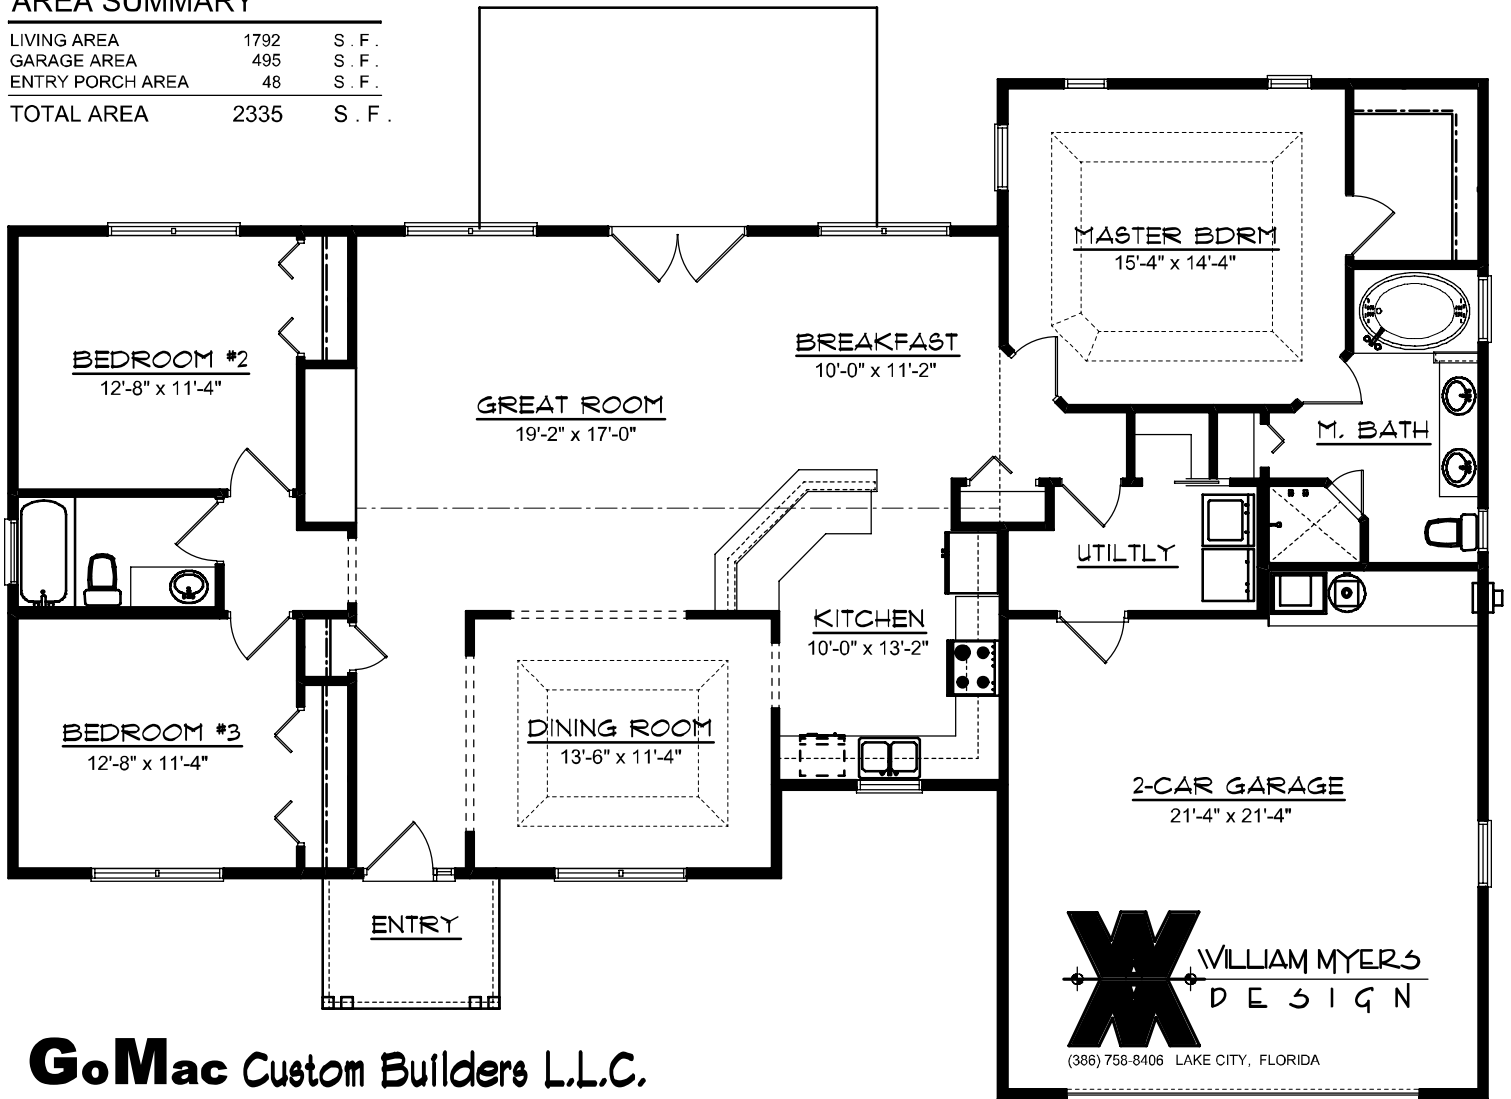 AREA SUMMARY
LIVING AREA 1792 S.F.
GARAGE AREA 495 S.F.
ENTRY PORCH AREA 48 S.F.
TOTAL AREA 2335 S.F.
MASTER BDRM
15'-4" x 14'-4"
BEDROOM #2
12'-8" x 11'-4"
BREAKFAST
10'-0" x 11'-2"
GREAT ROOM
19'-2" x 17'-0"
M. BATH
UTILTLY
KITCHEN
10'-0" x 13'-2"
BEDROOM #3
12'-8" x 11'-4"
DINING ROOM
13'-6" x 11'-4"
2-CAR GARAGE
21'-4" x 21'-4"
ENTRY
WILLIAM MYERS
DESIGN
(386) 758-8406 LAKE CITY, FLORIDA
GoMac Custom Builders L.L.C.